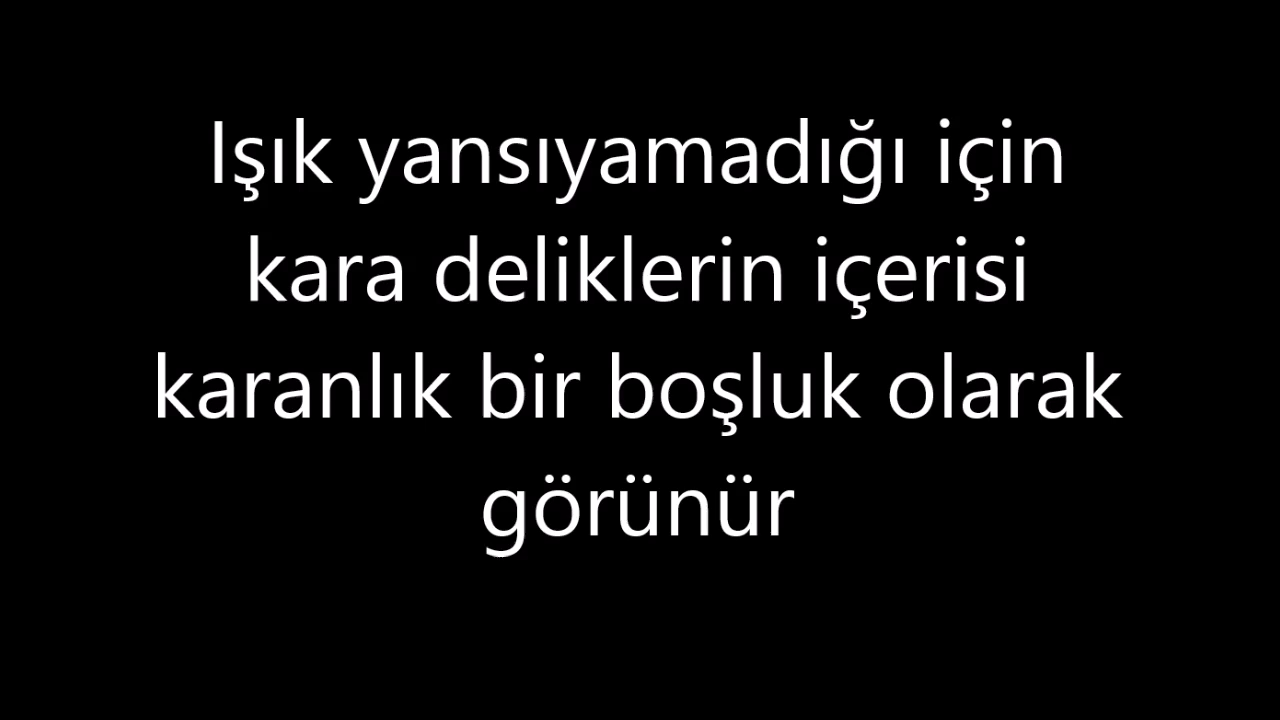 Işık yansıyamadığı için
kara deliklerin içerisi
karanlık bir boşluk olarak
görünür